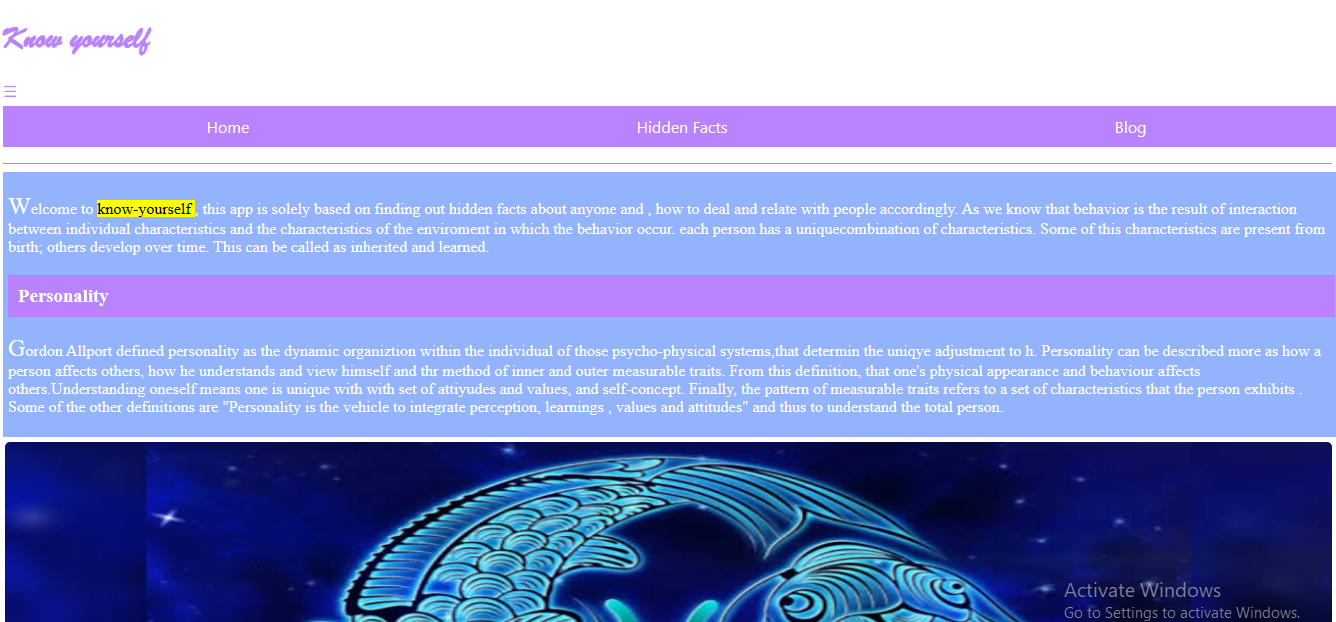 Know yourself
☰
Home Hidden Facts Blog
Welcome to know-yourself , this app is solely based on finding out hidden facts about anyone and , how to deal and relate with people accordingly. As we know that behavior is the result of interaction
between individual characteristics and the characteristics of the enviroment in which the behavior occur. each person has a uniquecombination of characteristics. Some of this characteristics are present from
birth; others develop over time. This can be called as inherited and learned.
Personality
Gordon Allport defined personality as the dynamic organiztion within the individual of those psycho-physical systems,that determin the uniqye adjustment to h. Personality can be described more as how a
person affects others, how he understands and view himself and thr method of inner and outer measurable traits. From this definition, that one's physical appearance and behaviour affects
others.Understanding oneself means one is unique with with set of attiyudes and values, and self-concept. Finally, the pattern of measurable traits refers to a set of characteristics that the person exhibits .
Some of the other definitions are "Personality is the vehicle to integrate perception, learnings , values and attitudes" and thus to understand the total person.
Activate Windows
Go to Settings to activate Windows.